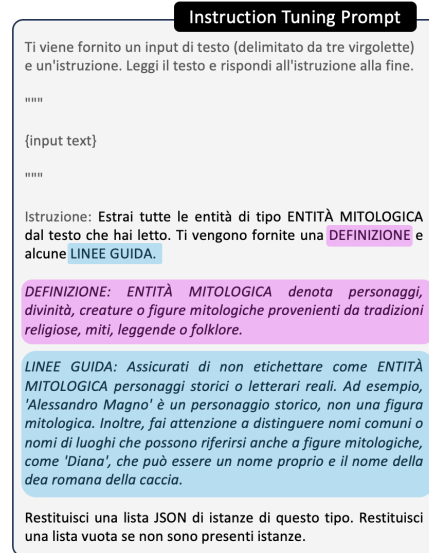 Instruction Tuning Prompt
Ti viene fornito un input di testo (delimitato da tre virgolette)
e un'istruzione. Leggi il testo e rispondi all'istruzione alla fine.
"""
{input text}
"""
Istruzione: Estrai tutte le entità di tipo ENTITÀ MITOLOGICA
dal testo che hai letto. Ti vengono fornite una DEFINIZIONE e
alcune LINEE GUIDA.
DEFINIZIONE: ENTITÀ MITOLOGICA denota personaggi,
divinità, creature o figure mitologiche provenienti da tradizioni
religiose, miti, leggende o folklore.
LINEE GUIDA: Assicurati di non etichettare come ENTITÀ
MITOLOGICA personaggi storici o letterari reali. Ad esempio,
'Alessandro Magno' è un personaggio storico, non una figura
mitologica. Inoltre, fai attenzione a distinguere nomi comuni o
nomi di luoghi che possono riferirsi anche a figure mitologiche,
come 'Diana', che può essere un nome proprio e il nome della
dea romana della caccia.
Restituisci una lista JSON di istanze di questo tipo. Restituisci
una lista vuota se non sono presenti istanze.